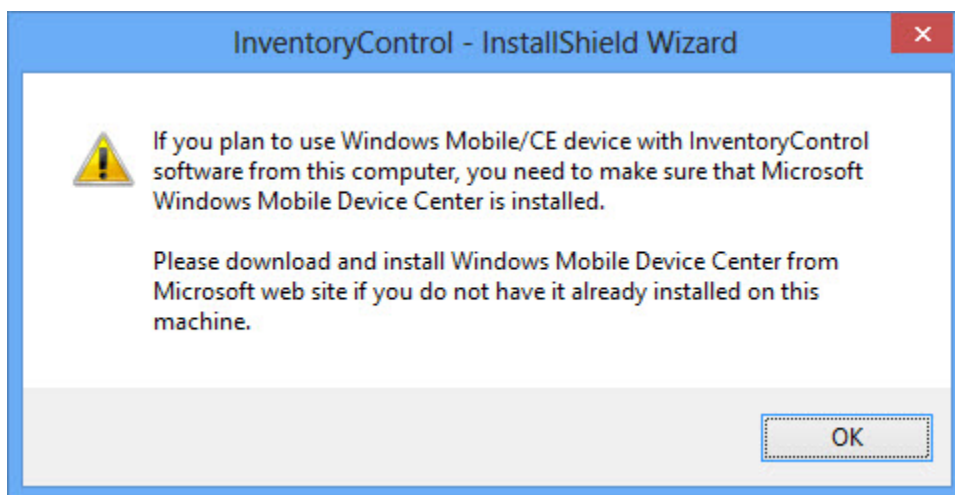 InventoryControl - InstallShield Wizard
If you plan to use Windows Mobile/CE device with InventoryControl
software from this computer, you need to make sure that Microsoft
Windows Mobile Device Center is installed.
Please download and install Windows Mobile Device Center from
Microsoft web site if you do not have it already installed on this
machine.
OK